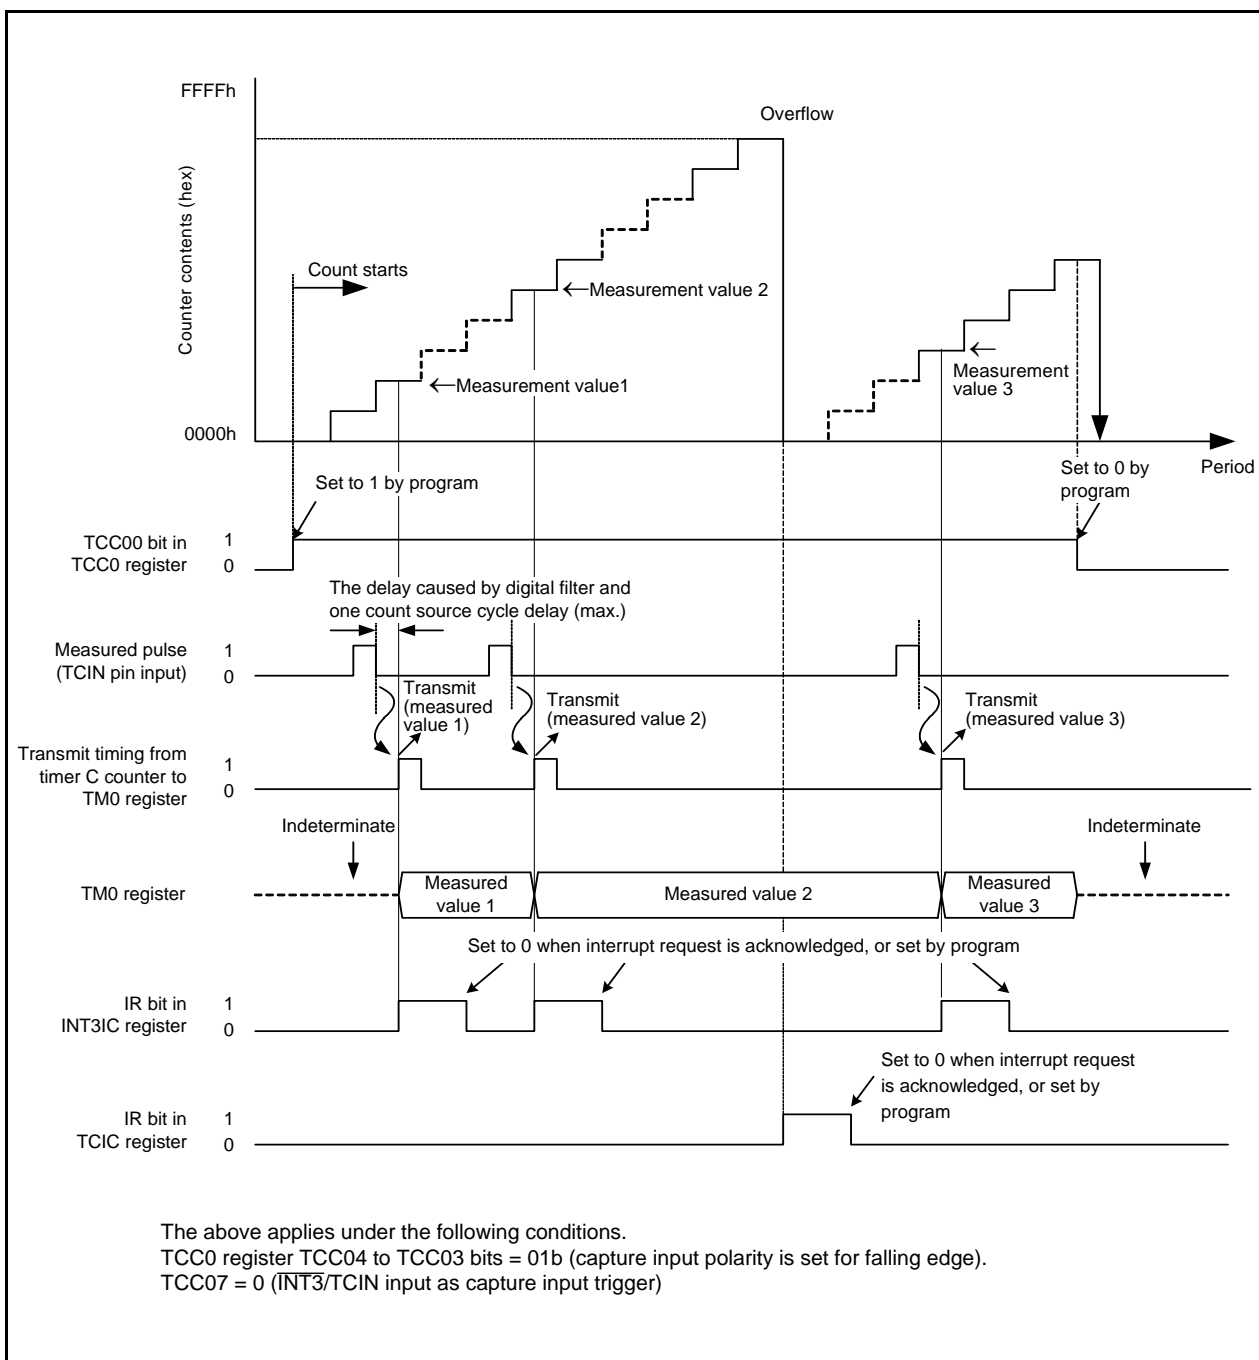 FFFFh
Overflow
Counter contents (hex)
Count starts
←Measurement value 2
←Measurement value1
Measurement
value 3
0000h
Period
Set to 1 by program
Set to 0 by
program
TCC00 bit in
TCC0 register
1
0
The delay caused by digital filter and
one count source cycle delay (max.)
Measured pulse
(TCIN pin input)
1
0
Transmit
(measured
value 1)
Transmit
(measured value 2)
Transmit
(measured value 3)
Transmit timing from
timer C counter to
TM0 register
1
0
Indeterminate
Indeterminate
TM0 register
Measured
value 1
Measured value 2
Measured
value 3
Set to 0 when interrupt request is acknowledged, or set by program
IR bit in
INT3IC register
1
0
Set to 0 when interrupt request
is acknowledged, or set by
program
IR bit in
TCIC register
1
0
The above applies under the following conditions.
TCC0 register TCC04 to TCC03 bits = 01b (capture input polarity is set for falling edge).
TCC07 = 0 (INT3/TCIN input as capture input trigger)